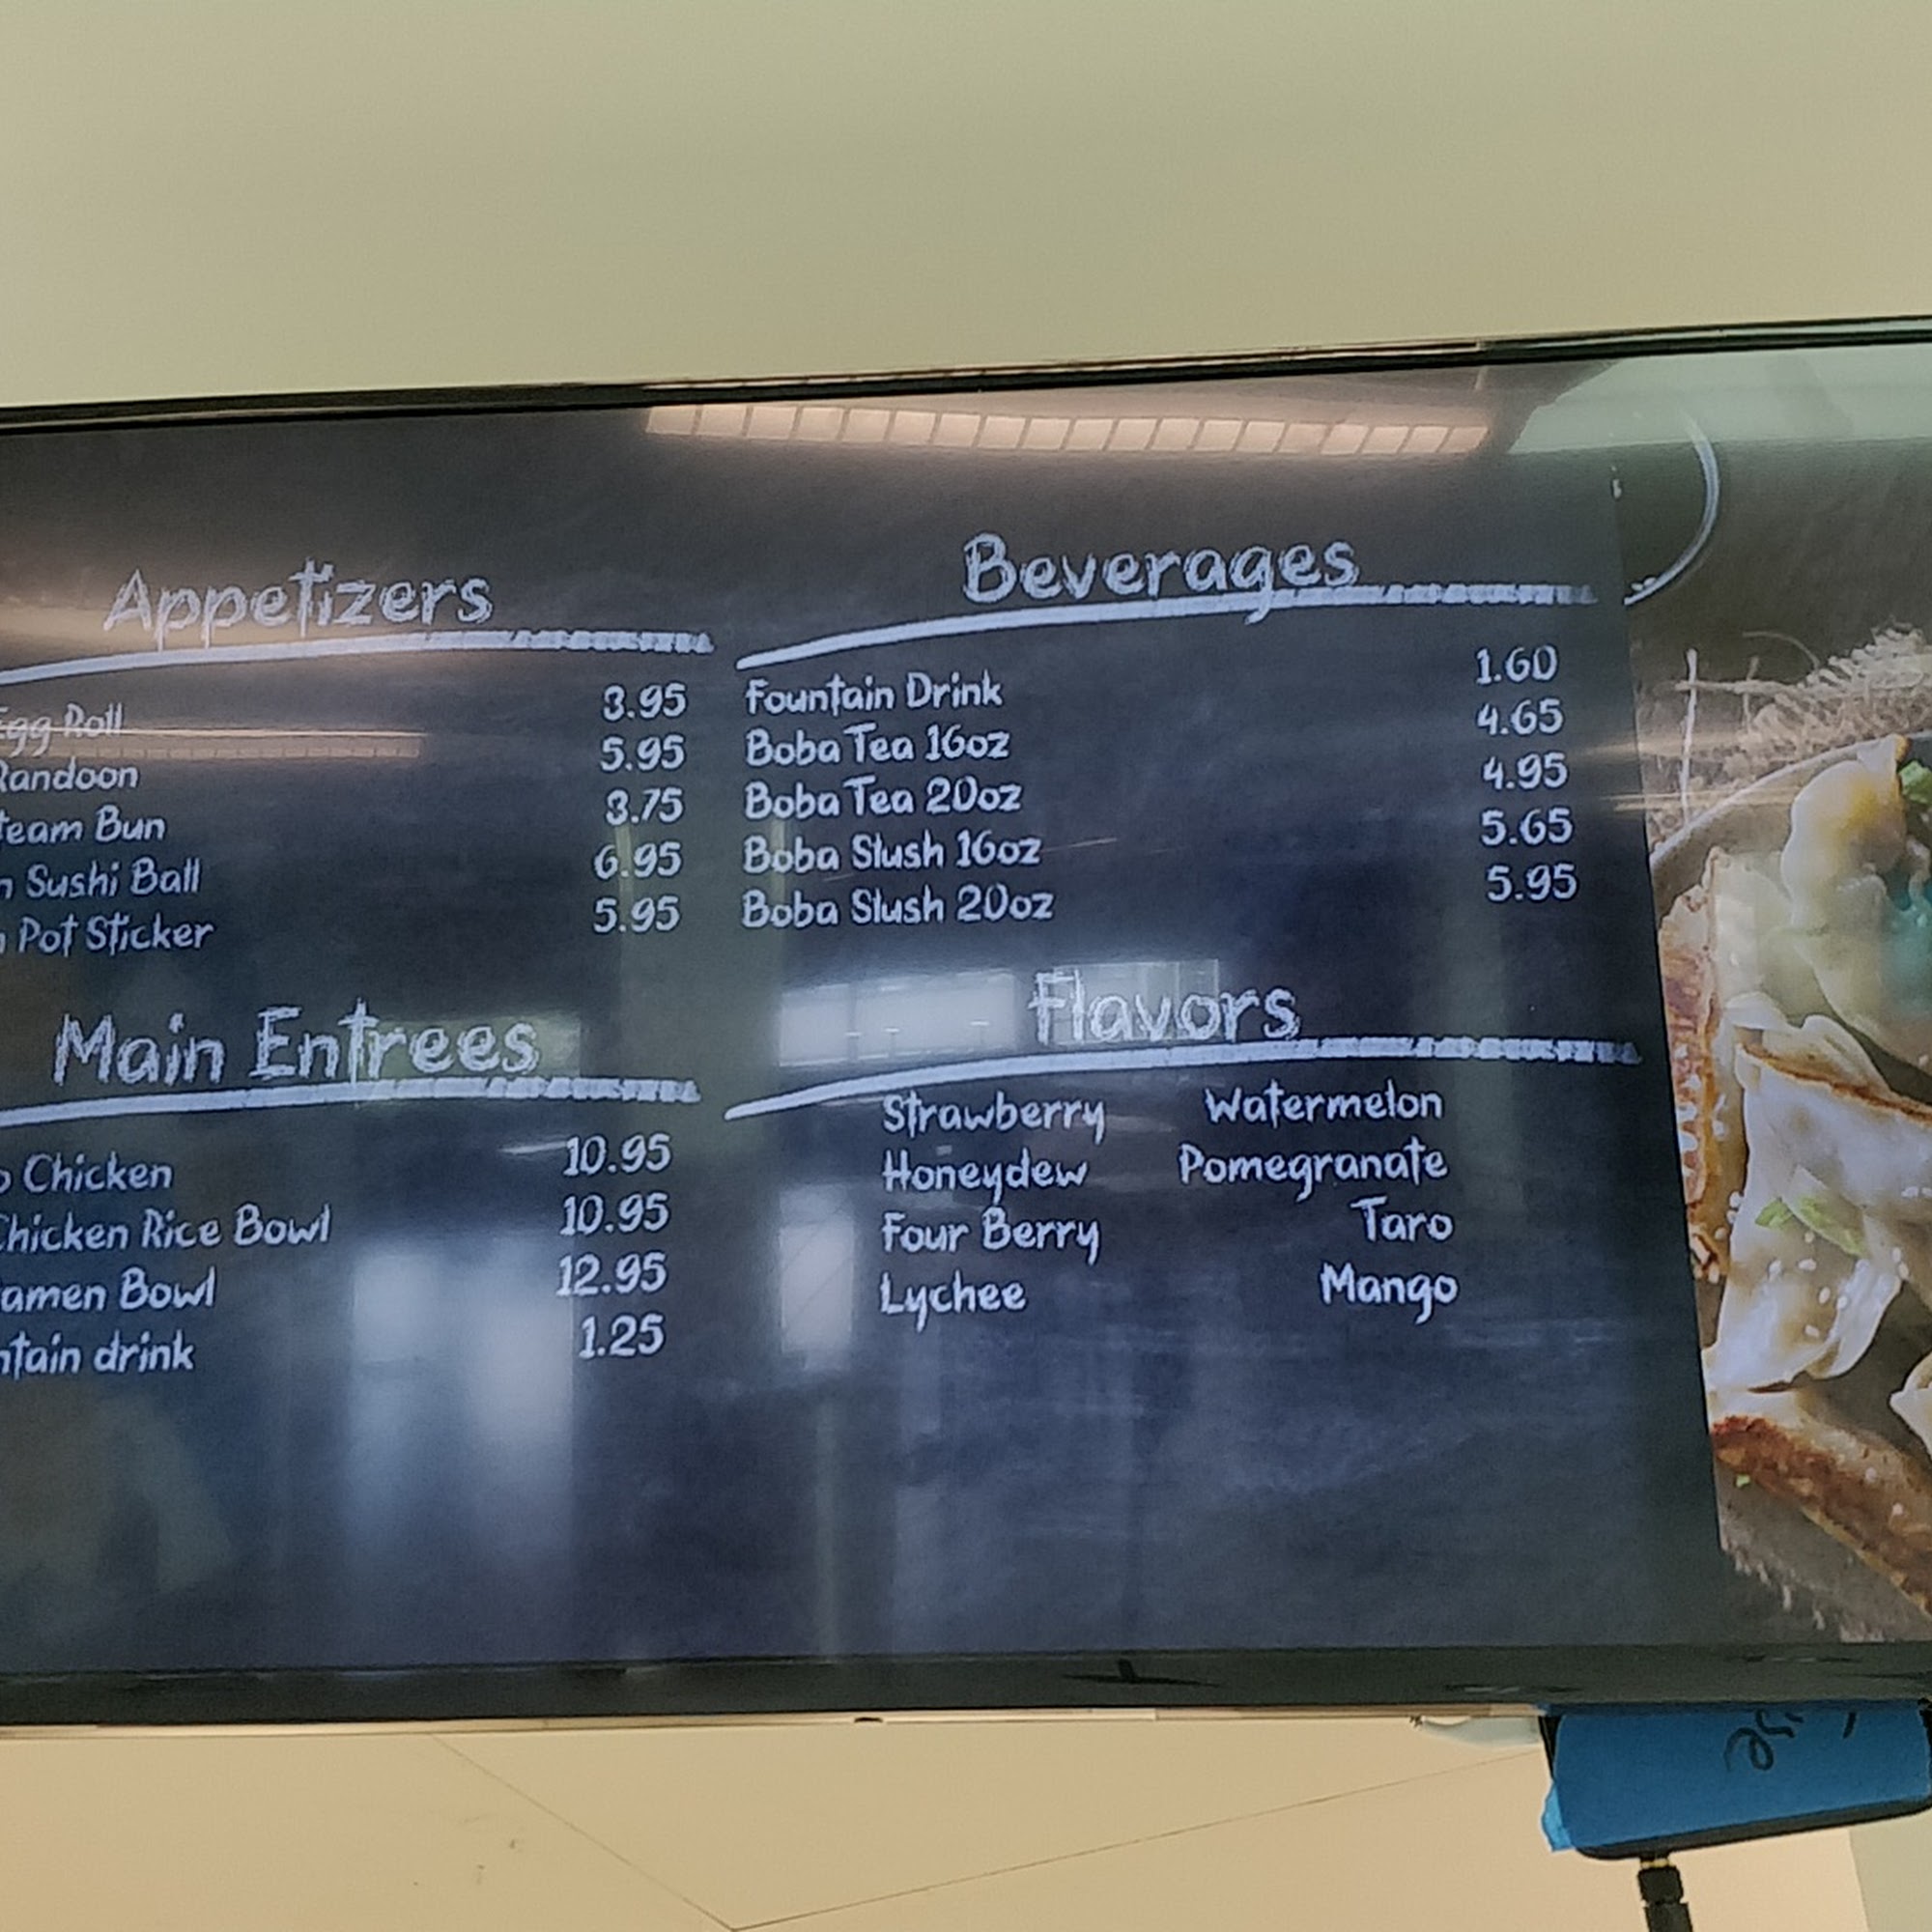 Appetizers
Egg Roll 3.95
Randoon 5.95
team Bun 3.75
n Sushi Ball 6.95
Pot Sticker 5.95
Main Entrees
o Chicken 10.95
Chicken Rice Bowl 10.95
amen Bowl 12.95
ntain drink 1.25
Beverages
Fountain Drink 1.60
Boba Tea 16oz 4.65
Boba Tea 20oz 4.95
Boba Slush 16oz 5.65
Boba Slush 20oz 5.95
Flavors
Strawberry Watermelon
Honeydew Pomegranate
Four Berry Taro
Lychee Mango